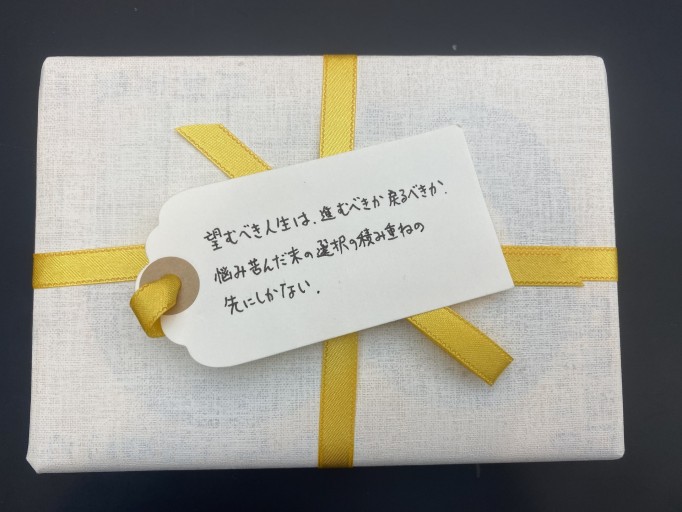 望むべき人生は、進むべきか戻るべきか、
悩み苦んだ末の選択の積み重ねの
先にしかない。